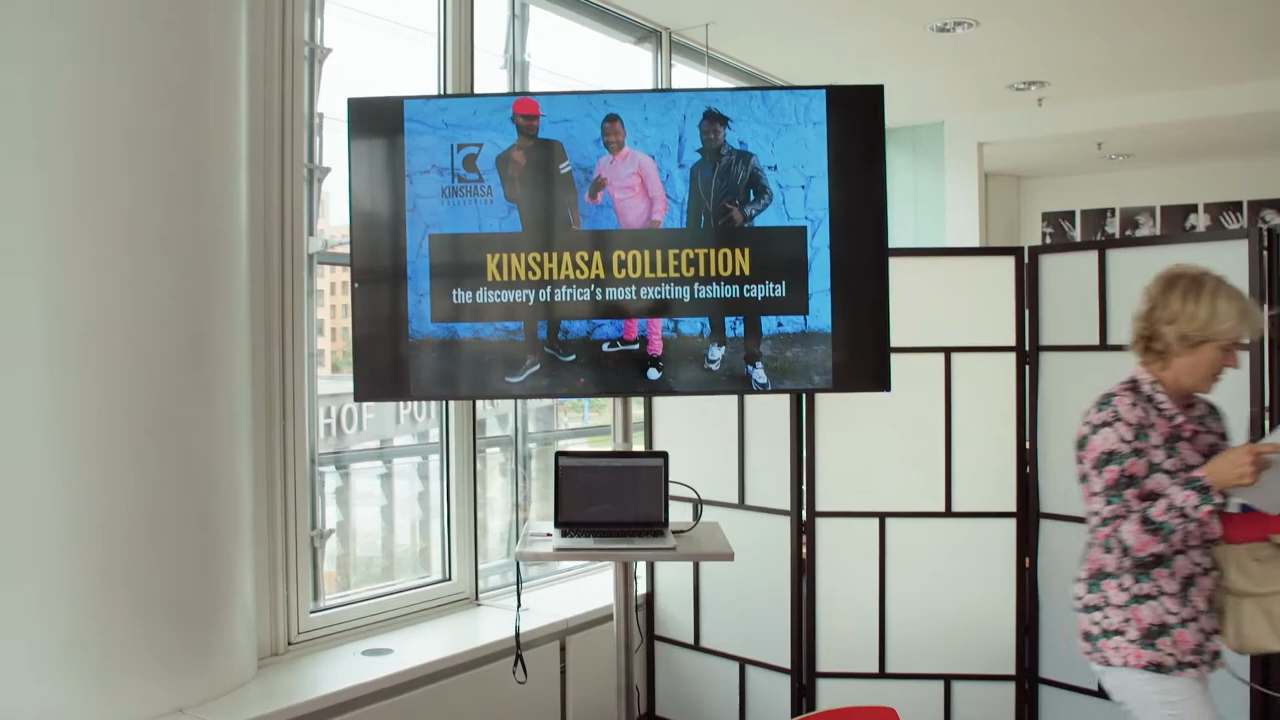 KINSHASA
COLLECTION
KINSHASA COLLECTION
the discovery of africa's most exciting fashion capital
HOF